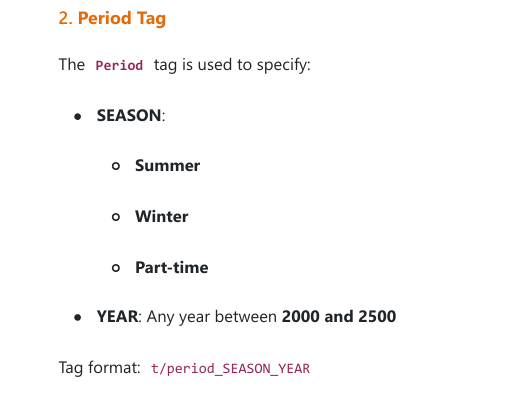 2. Period Tag
The Period tag is used to specify:
● SEASON:
○ Summer
○ Winter
○ Part-time
● YEAR: Any year between 2000 and 2500
Tag format: t/period_SEASON_YEAR